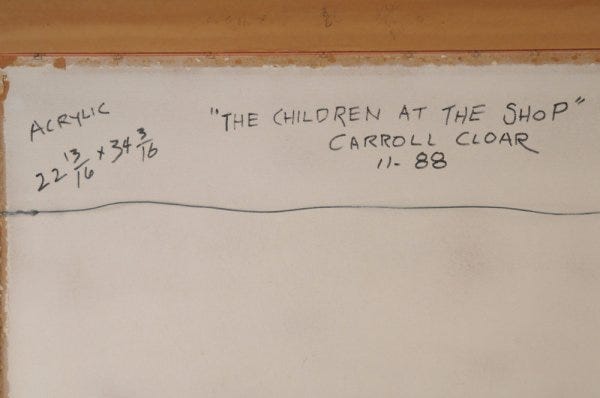 ACRYLIC
22 13/16 x 34 3/16
"THE CHILDREN AT THE SHOP"
CARROLL CLOAR
11-88